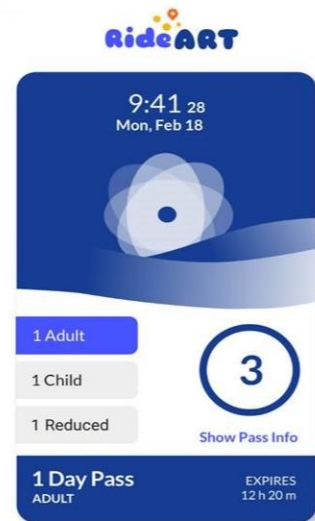 RideART
9:41 28
Mon, Feb 18
1 Adult
1 Child
1 Reduced
3
Show Pass Info
1 Day Pass
ADULT
EXPIRES
12 h 20 m